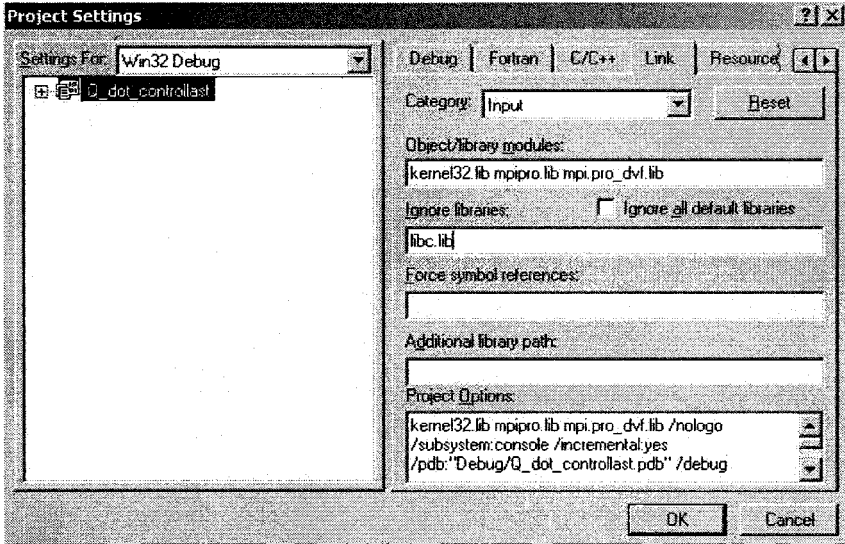 Project Settings
Settings For: Win32 Debug
Q_dot_controllast
Debug Fortran C/C++ Link Resource
Category: Input Reset
Object/library modules:
kernel32.lib mpipro.lib mpi.pro_dvf.lib
Ignore libraries: Ignore all default libraries
libc.lib
Force symbol references:
Additional library path:
Project Options:
kernel32.lib mpipro.lib mpi.pro_dvf.lib /nologo
/subsystem:console /incremental:yes
/pdb:"Debug/Q_dot_controllast.pdb" /debug
OK Cancel